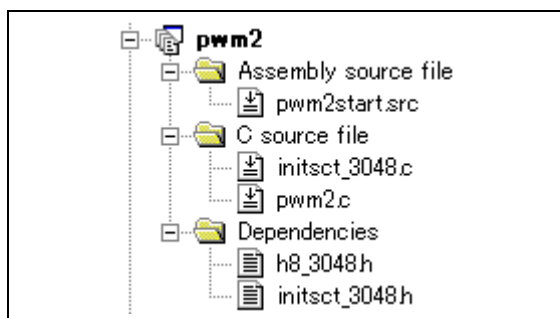 pwm2
Assembly source file
pwm2start.src
C source file
initsct_3048.c
pwm2.c
Dependencies
h8_3048.h
initsct_3048.h